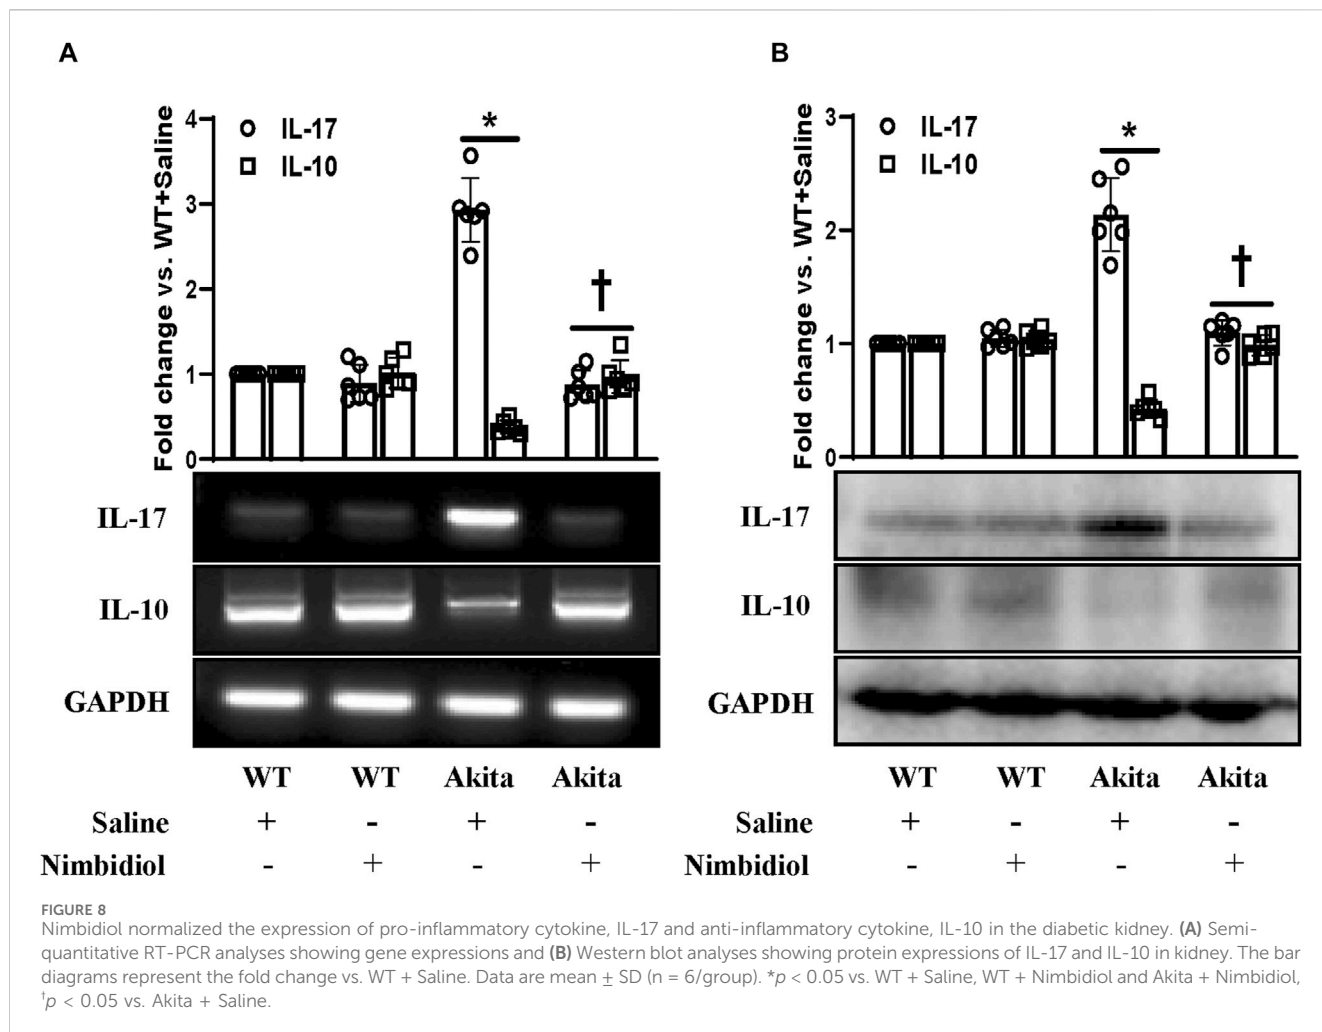 A
Fold change vs. WT+Saline
4
3
2
1
0
IL-17
IL-10
*
†
IL-17
IL-10
GAPDH
WT WT Akita Akita
Saline + - + -
Nimbidiol - + - +
B
Fold change vs. WT+Saline
3
2
1
0
IL-17
IL-10
*
†
IL-17
IL-10
GAPDH
WT WT Akita Akita
Saline + - + -
Nimbidiol - + - +
FIGURE 8
Nimbidiol normalized the expression of pro-inflammatory cytokine, IL-17 and anti-inflammatory cytokine, IL-10 in the diabetic kidney. (A) Semi-
quantitative RT-PCR analyses showing gene expressions and (B) Western blot analyses showing protein expressions of IL-17 and IL-10 in kidney. The bar
diagrams represent the fold change vs. WT + Saline. Data are mean ± SD (n = 6/group). *p < 0.05 vs. WT + Saline, WT + Nimbidiol and Akita + Nimbidiol,
†p < 0.05 vs. Akita + Saline.